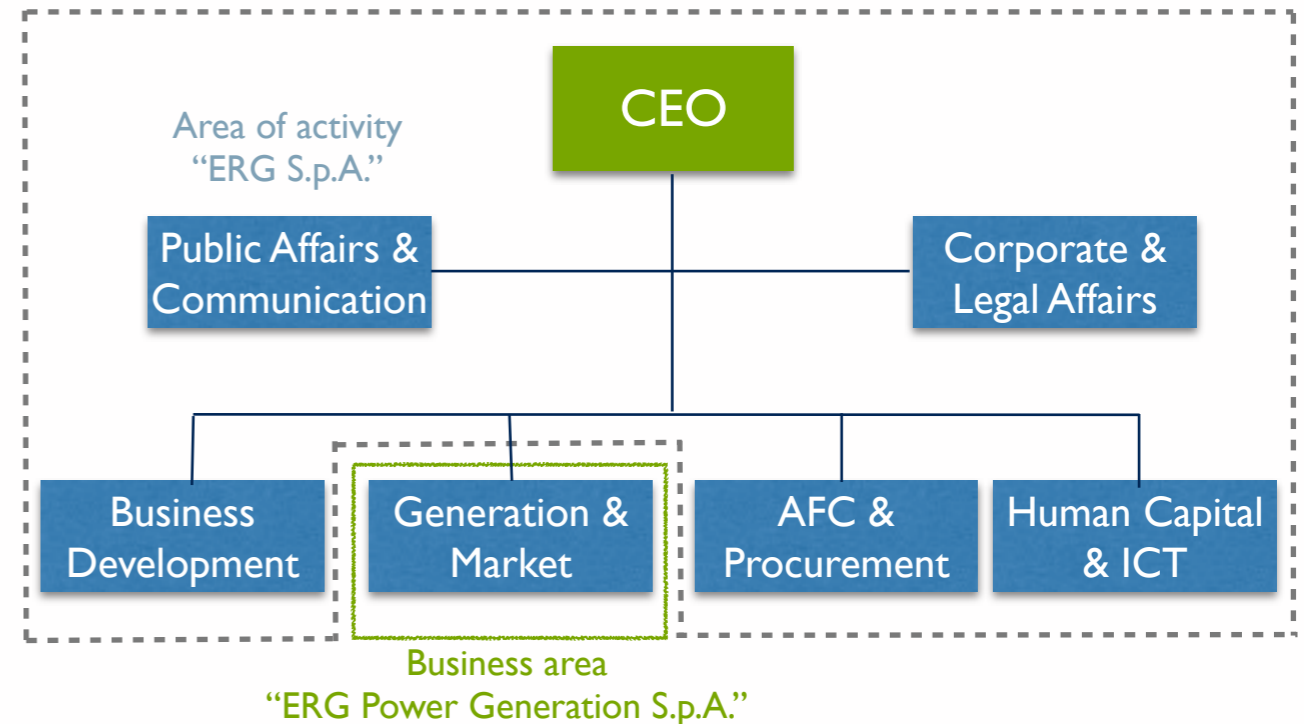 CEO
Area of activity
“ERG S.p.A.”
Public Affairs &
Communication
Corporate &
Legal Affairs
Business
Development
Generation &
Market
AFC &
Procurement
Human Capital
& ICT
Business area
“ERG Power Generation S.p.A.”